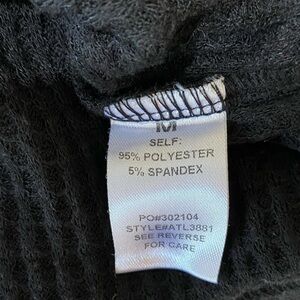 M
SELF:
95% POLYESTER
5% SPANDEX
PO#302104
STYLE#ATL3881
SEE REVERSE
FOR CARE